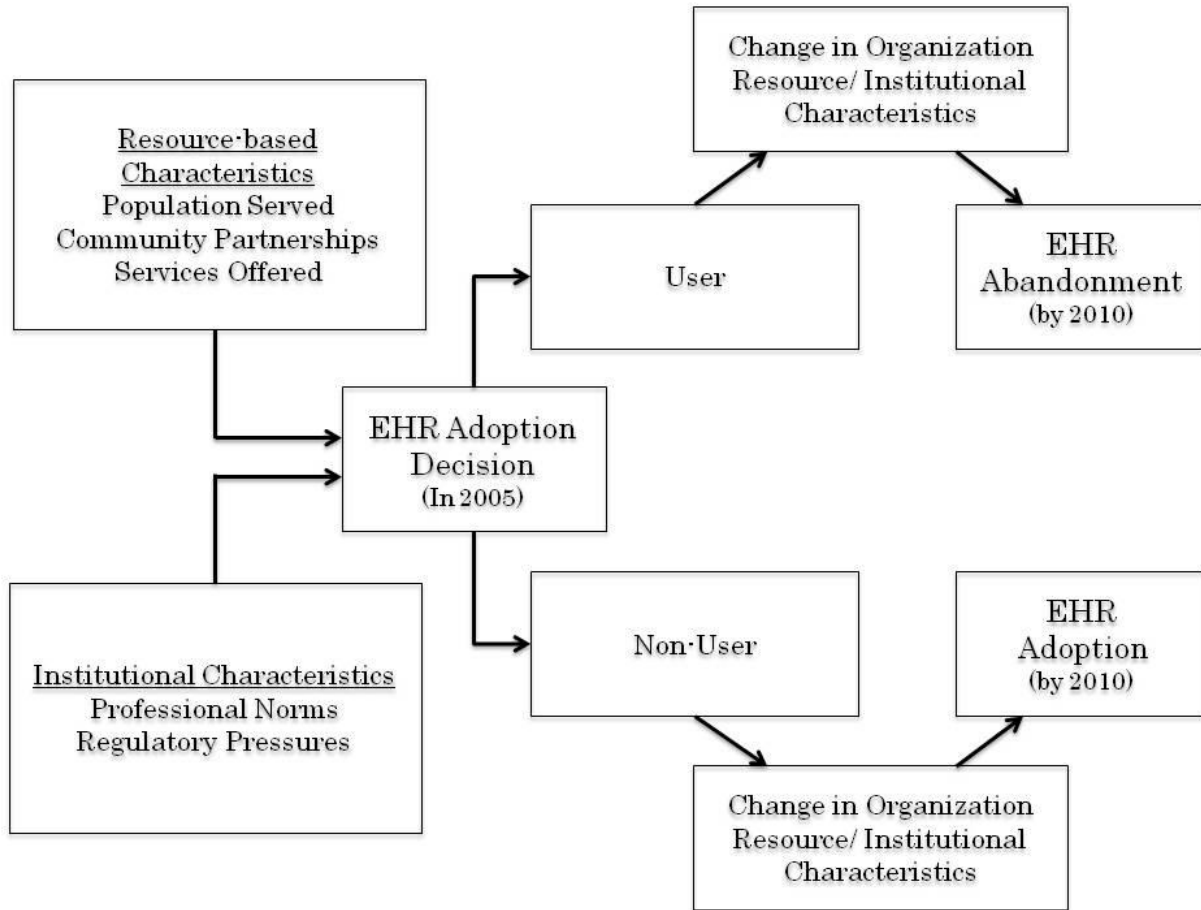 Resource-based
Characteristics
Population Served
Community Partnerships
Services Offered
Institutional Characteristics
Professional Norms
Regulatory Pressures
EHR Adoption
Decision
(In 2005)
User
Change in Organization
Resource/ Institutional
Characteristics
EHR
Abandonment
(by 2010)
Non-User
Change in Organization
Resource/ Institutional
Characteristics
EHR
Adoption
(by 2010)